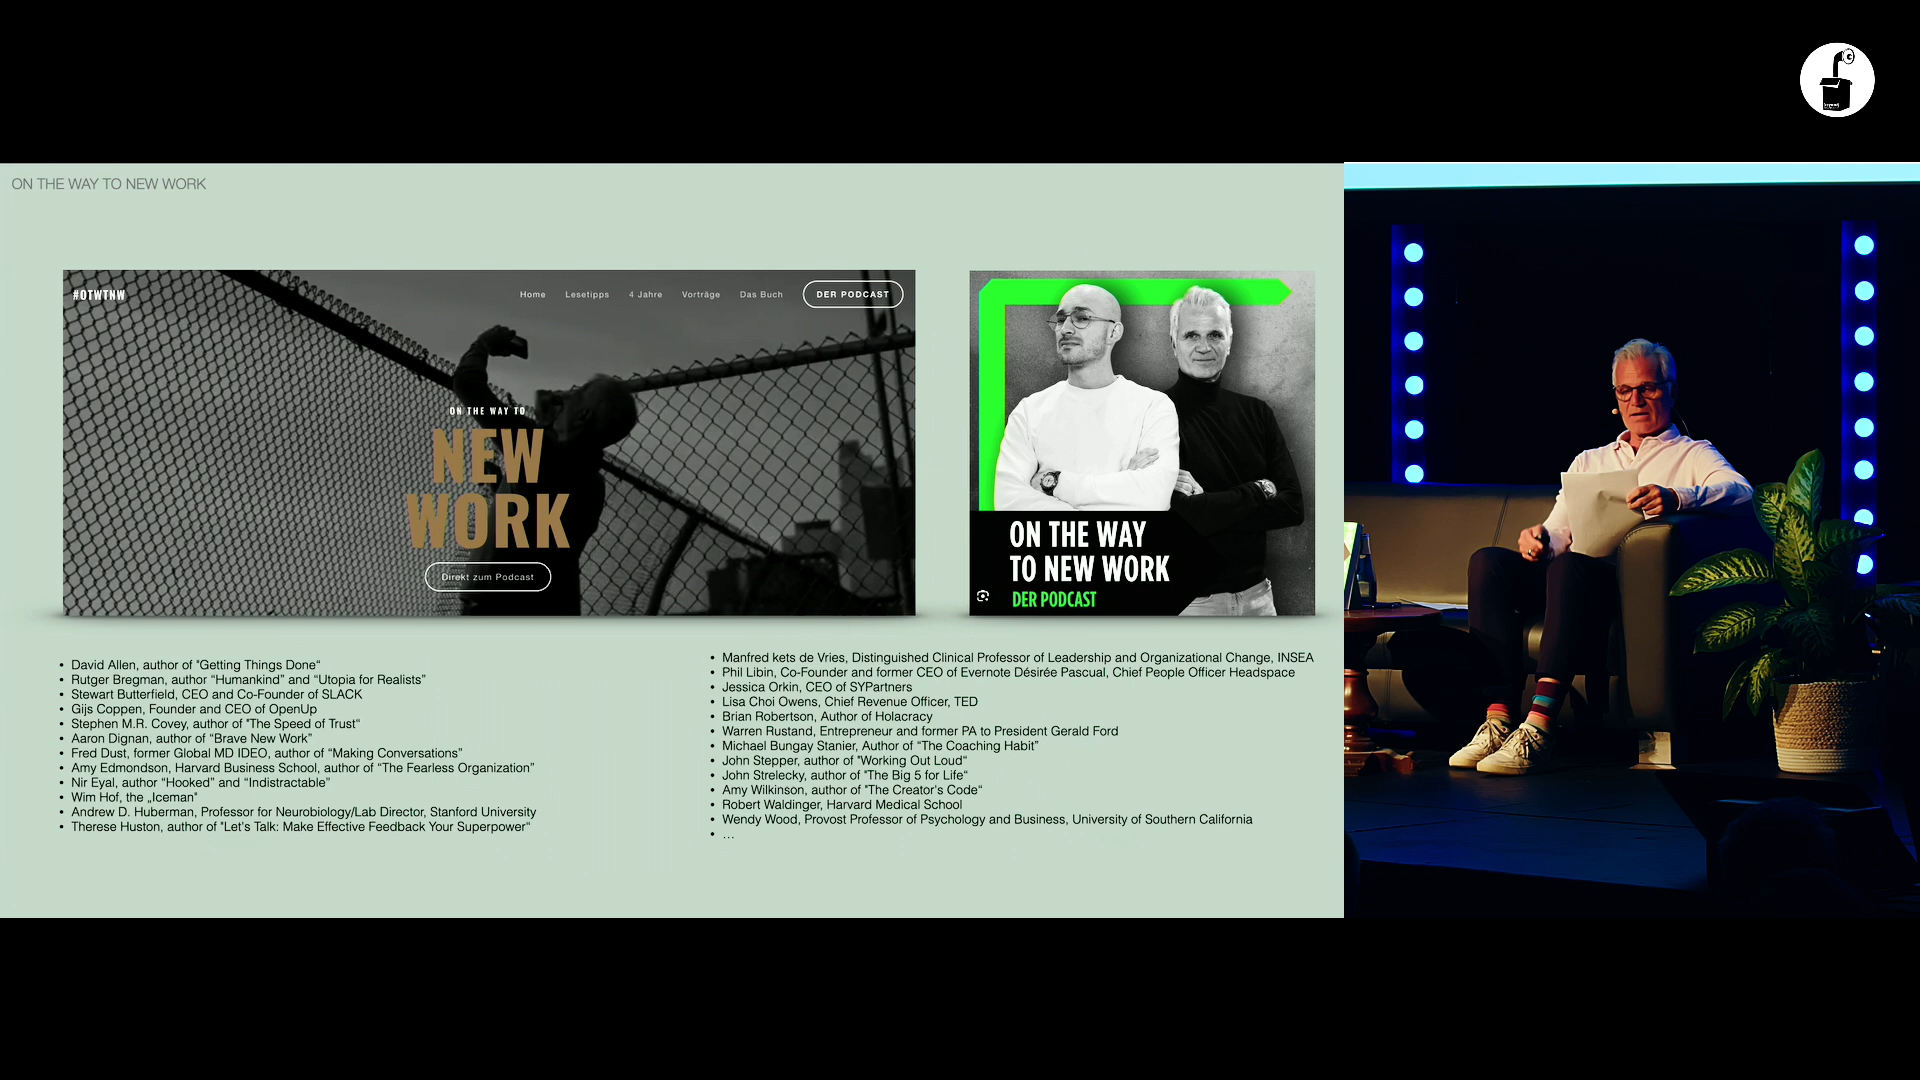 ON THE WAY TO NEW WORK
#OTWTNW
Home Lesetipps 4 Jahre Vorträge Das Buch DER PODCAST
ON THE WAY TO
NEW
WORK
Direkt zum Podcast
ON THE WAY
TO NEW WORK
DER PODCAST
• David Allen, author of "Getting Things Done“
• Rutger Bregman, author “Humankind” and “Utopia for Realists”
• Stewart Butterfield, CEO and Co-Founder of SLACK
• Gijs Coppen, Founder and CEO of OpenUp
• Stephen M.R. Covey, author of "The Speed of Trust“
• Aaron Dignan, author of “Brave New Work”
• Fred Dust, former Global MD IDEO, author of “Making Conversations”
• Amy Edmondson, Harvard Business School, author of “The Fearless Organization”
• Nir Eyal, author “Hooked” and “Indistractable”
• Wim Hof, the „Iceman"
• Andrew D. Huberman, Professor for Neurobiology/Lab Director, Stanford University
• Therese Huston, author of "Let's Talk: Make Effective Feedback Your Superpower“
• Manfred kets de Vries, Distinguished Clinical Professor of Leadership and Organizational Change, INSEA
• Phil Libin, Co-Founder and former CEO of Evernote Désirée Pascual, Chief People Officer Headspace
• Jessica Orkin, CEO of SYPartners
• Lisa Choi Owens, Chief Revenue Officer, TED
• Brian Robertson, Author of Holacracy
• Warren Rustand, Entrepreneur and former PA to President Gerald Ford
• Michael Bungay Stanier, Author of “The Coaching Habit”
• John Stepper, author of "Working Out Loud“
• John Strelecky, author of "The Big 5 for Life“
• Amy Wilkinson, author of "The Creator’s Code“
• Robert Waldinger, Harvard Medical School
• Wendy Wood, Provost Professor of Psychology and Business, University of Southern California
• …